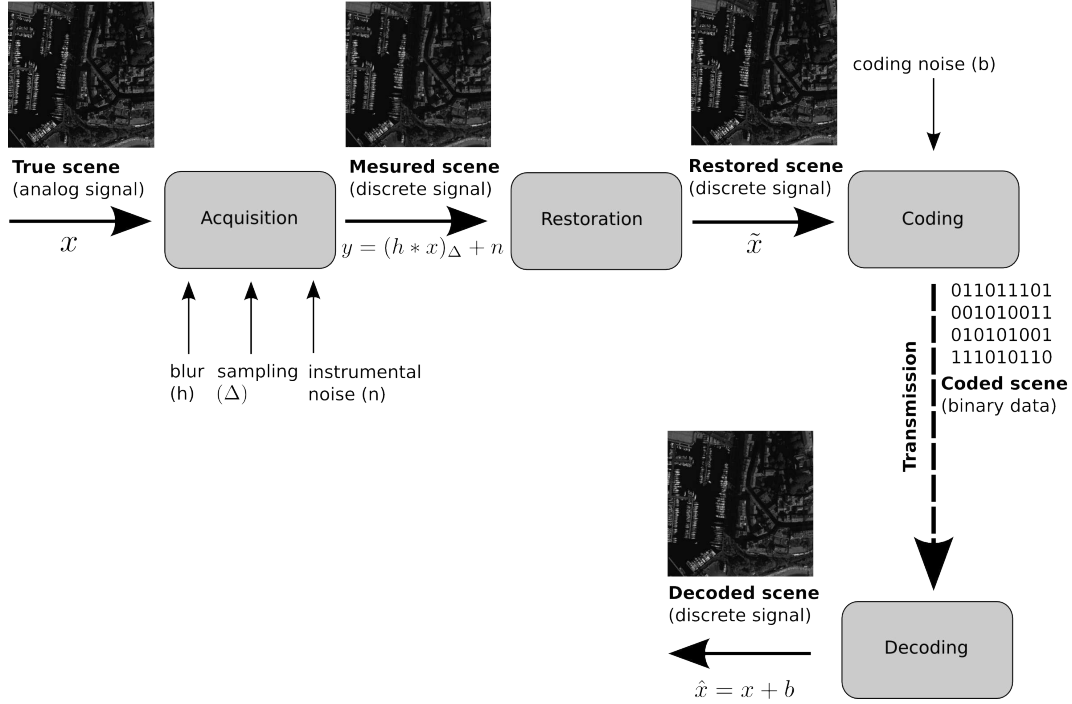 True scene
(analog signal)
x
Acquisition
blur
(h)
sampling
(Δ)
instrumental
noise (n)
Mesured scene
(discrete signal)
y = (h ∗ x)Δ + n
Restoration
Restored scene
(discrete signal)
x̃
coding noise (b)
Coding
011011101
001010011
010101001
111010110
Coded scene
(binary data)
Transmission
Decoding
Decoded scene
(discrete signal)
x̂ = x + b